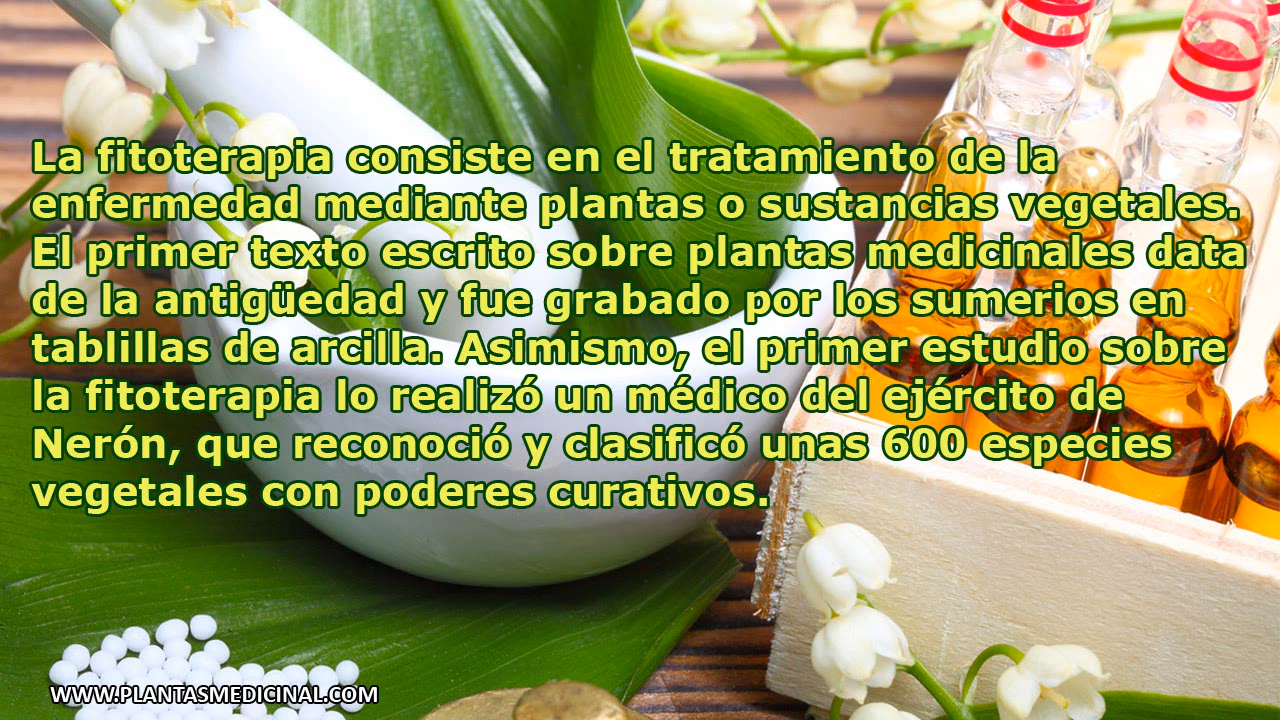 La fitoterapia consiste en el tratamiento de la
enfermedad mediante plantas o sustancias vegetales.
El primer texto escrito sobre plantas medicinales data
de la antigüedad y fue grabado por los sumerios en
tablillas de arcilla. Asimismo, el primer estudio sobre
la fitoterapia lo realizó un médico del ejército de
Nerón, que reconoció y clasificó unas 600 especies
vegetales con poderes curativos.
WWW.PLANTASMEDICINAL.COM